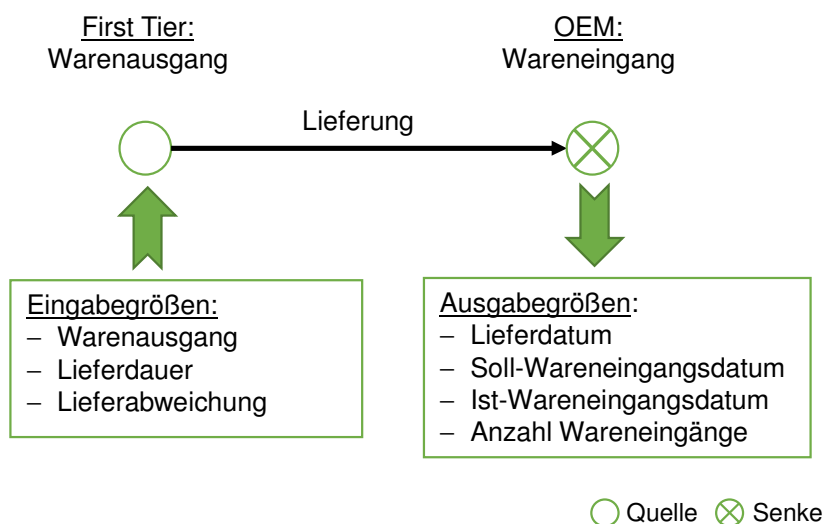 First Tier:
Warenausgang
OEM:
Wareneingang
Lieferung
Eingabegrößen:
– Warenausgang
– Lieferdauer
– Lieferabweichung
Ausgabegrößen:
– Lieferdatum
– Soll-Wareneingangsdatum
– Ist-Wareneingangsdatum
– Anzahl Wareneingänge
Quelle
Senke